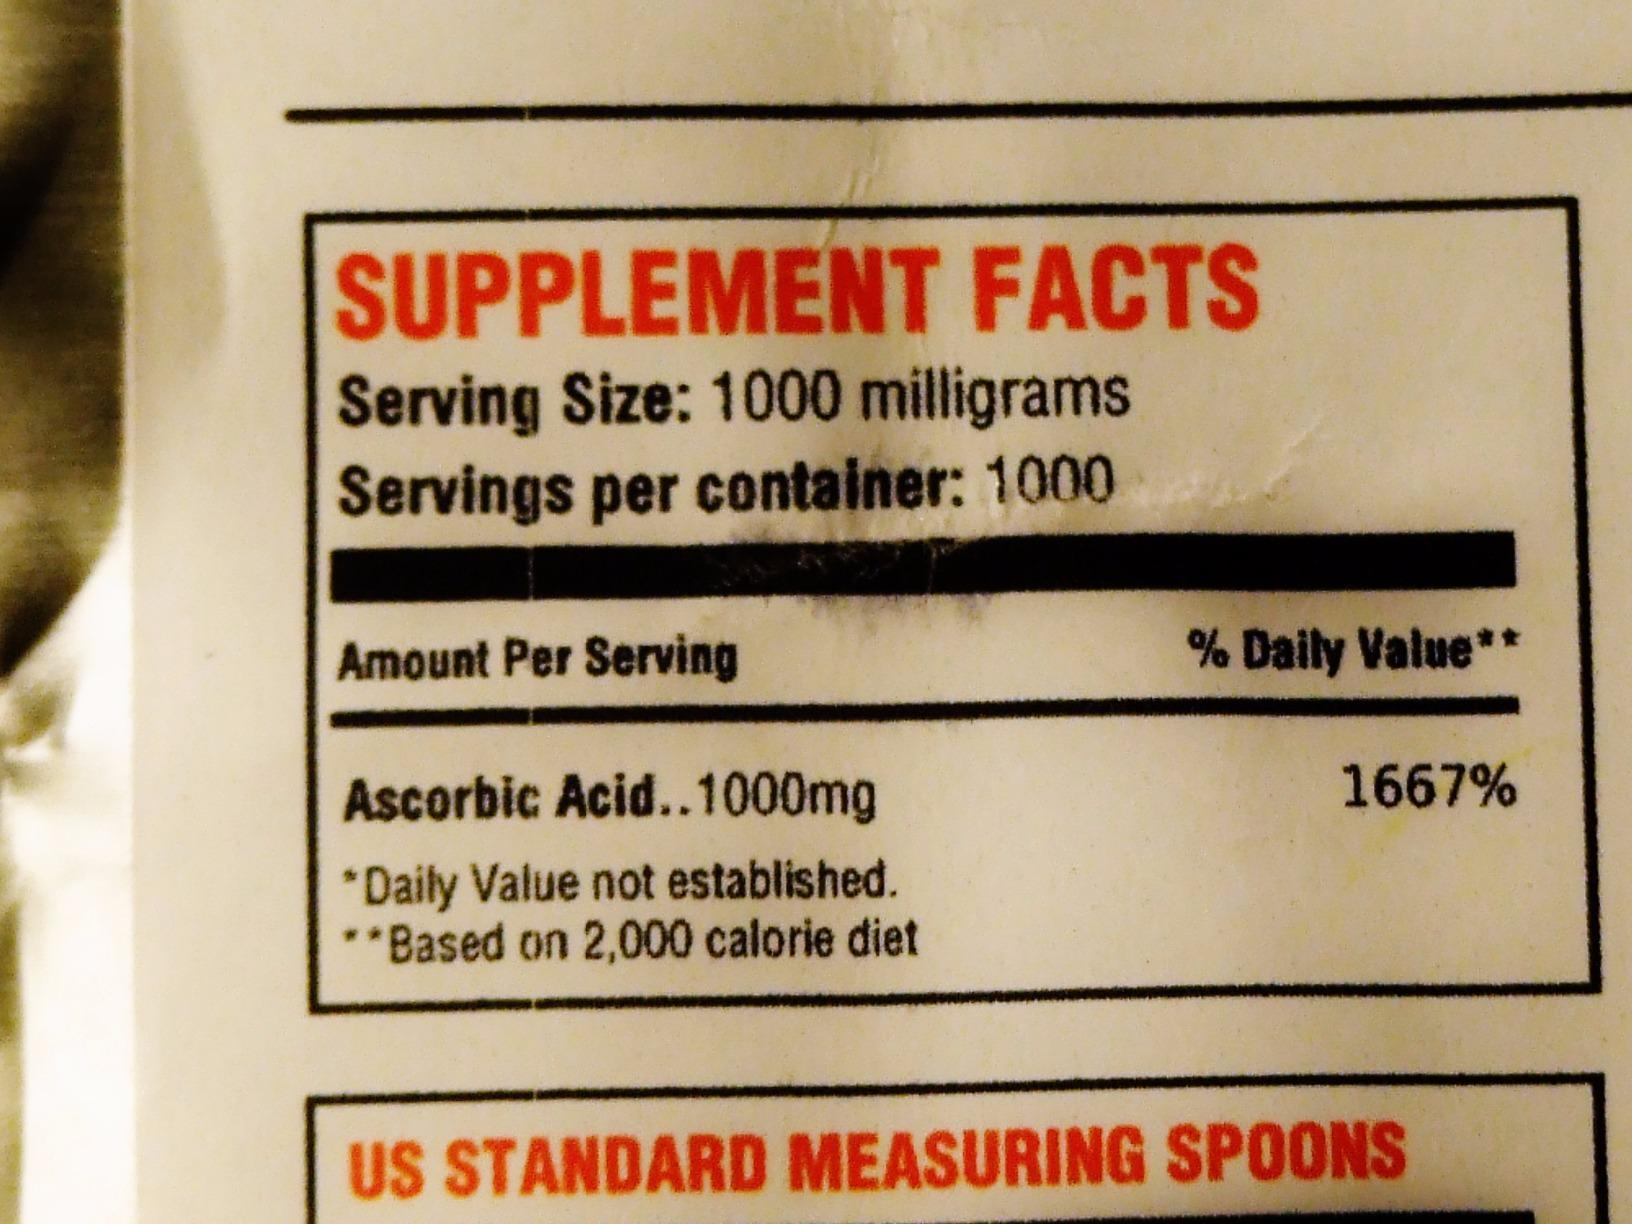 SUPPLEMENT FACTS
Serving Size: 1000 milligrams
Servings per container: 1000
Amount Per Serving % Daily Value**
Ascorbic Acid..1000mg 1667%
*Daily Value not established.
**Based on 2,000 calorie diet
US STANDARD MEASURING SPOONS